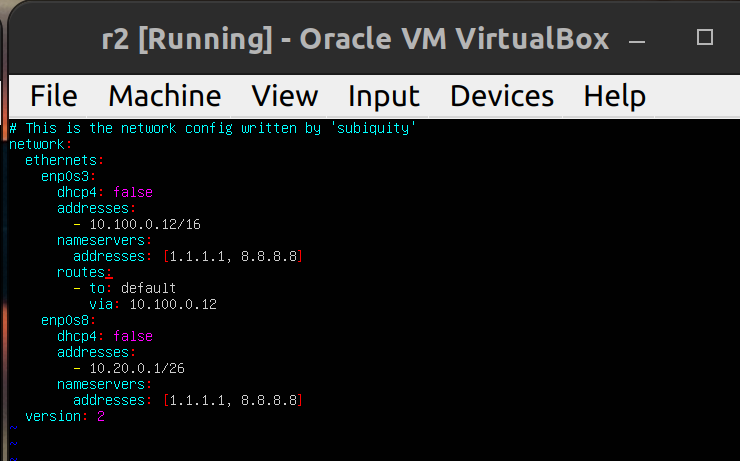 r2 [Running] - Oracle VM VirtualBox
File Machine View Input Devices Help
# This is the network config written by 'subiquity'
network:
  ethernets:
    enp0s3:
      dhcp4: false
      addresses:
        - 10.100.0.12/16
      nameservers:
        addresses: [1.1.1.1, 8.8.8.8]
      routes:
        - to: default
          via: 10.100.0.12
    enp0s8:
      dhcp4: false
      addresses:
        - 10.20.0.1/26
      nameservers:
        addresses: [1.1.1.1, 8.8.8.8]
  version: 2
~
~
~